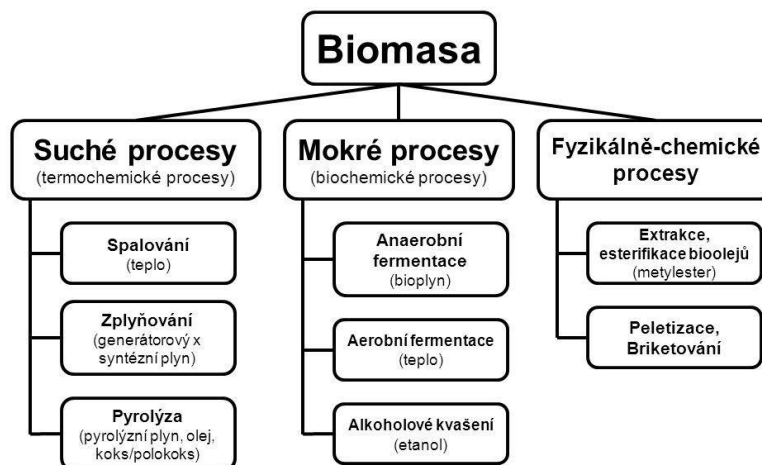 Biomasa
Suché procesy
(termochemické procesy)
Spalování
(teplo)
Zplyňování
(generátorový x
syntézní plyn)
Pyrolýza
(pyrolýzní plyn, olej,
koks/polokoks)
Mokré procesy
(biochemické procesy)
Anaerobní
fermentace
(bioplyn)
Aerobní fermentace
(teplo)
Alkoholové kvašení
(etanol)
Fyzikálně-chemické
procesy
Extrakce,
esterifikace bioolejů
(metylester)
Peletizace,
Briketování